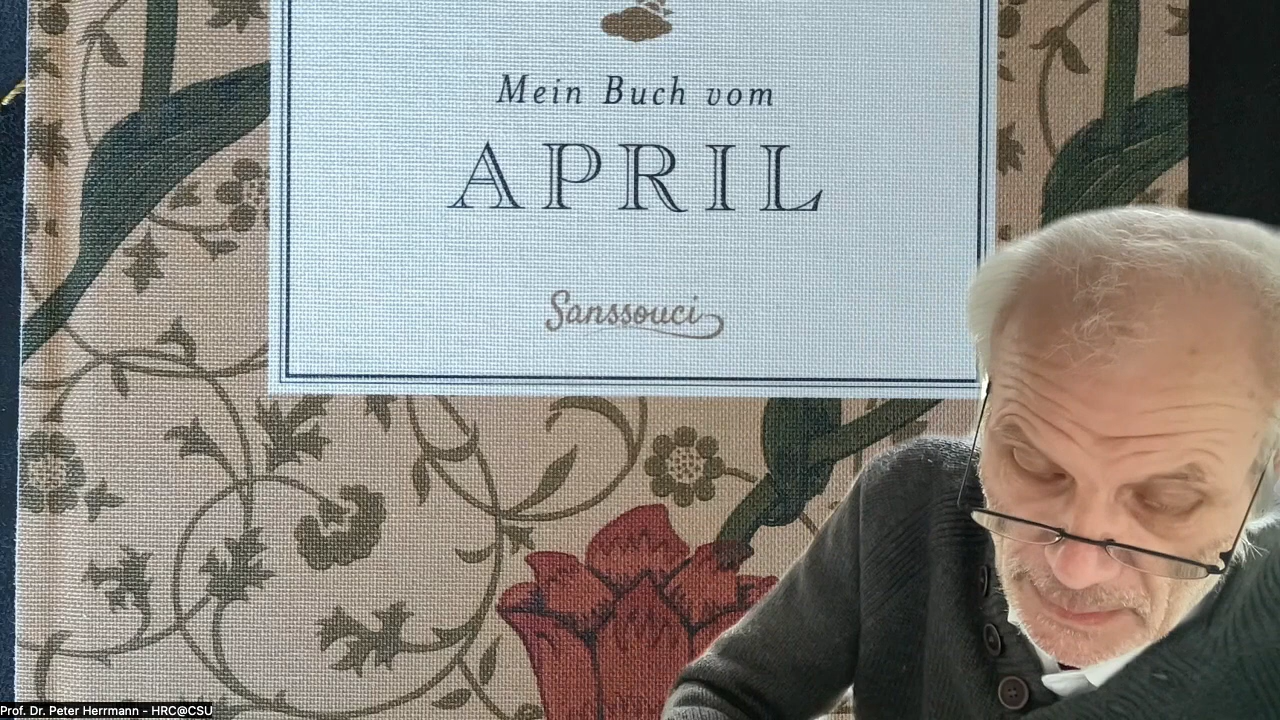 Mein Buch vom
APRIL
Sanssouci
Prof. Dr. Peter Herrmann - HRC@CSU